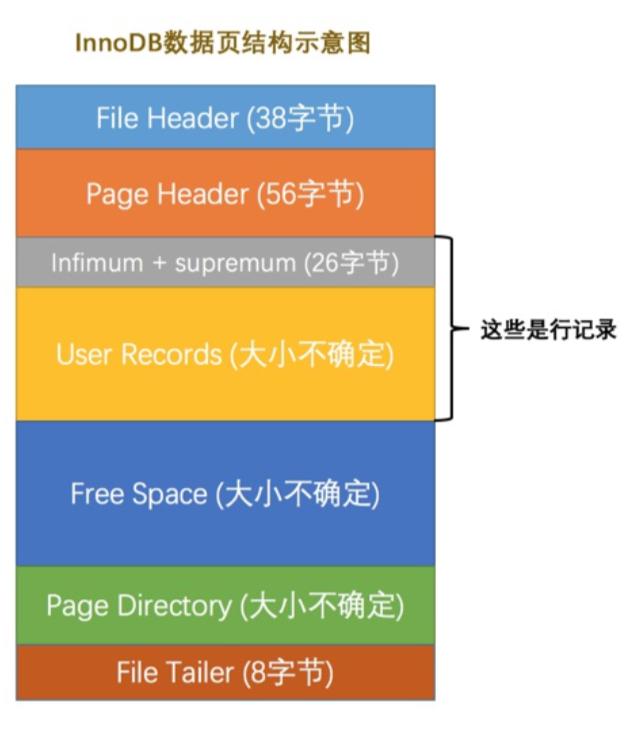 InnoDB数据页结构示意图
File Header (38字节)
Page Header (56字节)
Infimum + supremum (26字节)
这些是行记录
User Records (大小不确定)
Free Space (大小不确定)
Page Directory (大小不确定)
File Tailer (8字节)